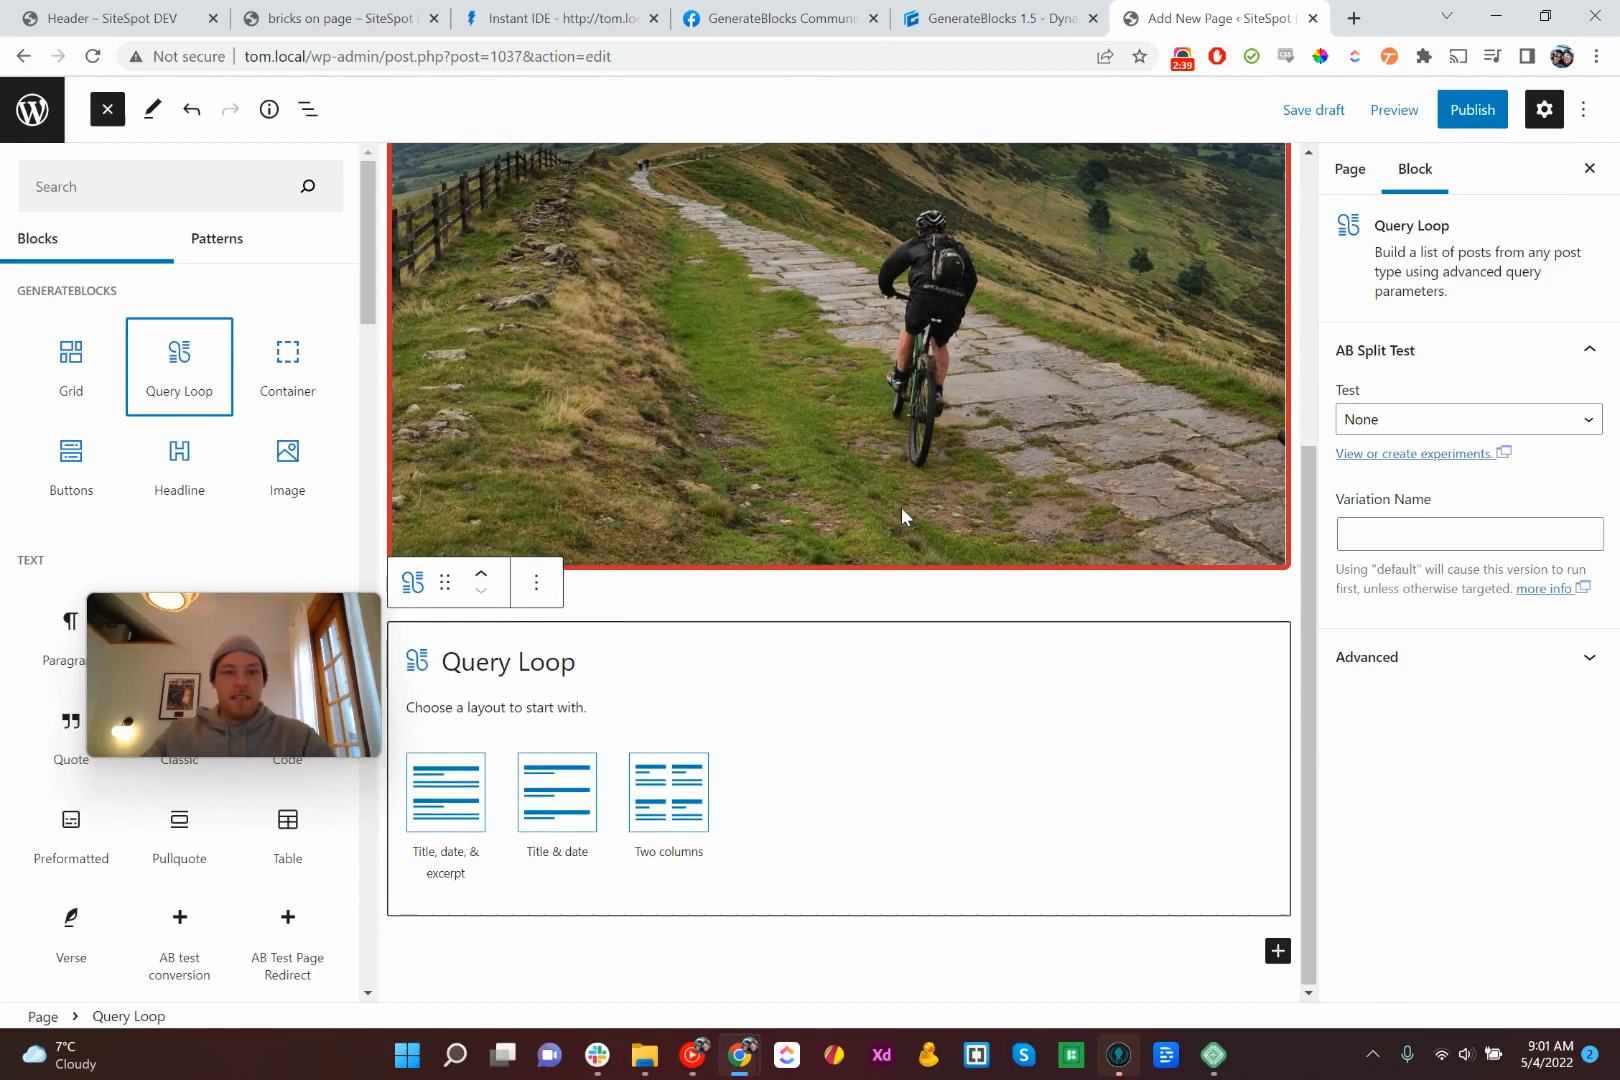 Header – SiteSpot DEV
bricks on page – SiteSpot
Instant IDE - http://tom.lo
GenerateBlocks Communi
GenerateBlocks 1.5 - Dyna
Add New Page ‹ SiteSpot
Not secure
tom.local/wp-admin/post.php?post=1037&action=edit
2:39
Save draft
Preview
Publish
Search
Blocks
Patterns
GENERATEBLOCKS
Grid
Query Loop
Container
Buttons
Headline
Image
TEXT
Paragra
Quote
Classic
Code
Preformatted
Pullquote
Table
Verse
AB test
conversion
AB Test Page
Redirect
Query Loop
Choose a layout to start with.
Title, date, &
excerpt
Title & date
Two columns
Page
Block
Query Loop
Build a list of posts from any post
type using advanced query
parameters.
AB Split Test
Test
None
View or create experiments.
Variation Name
Using "default" will cause this version to run
first, unless otherwise targeted. more info
Advanced
Page
Query Loop
7°C
Cloudy
Xd
9:01 AM
5/4/2022
2